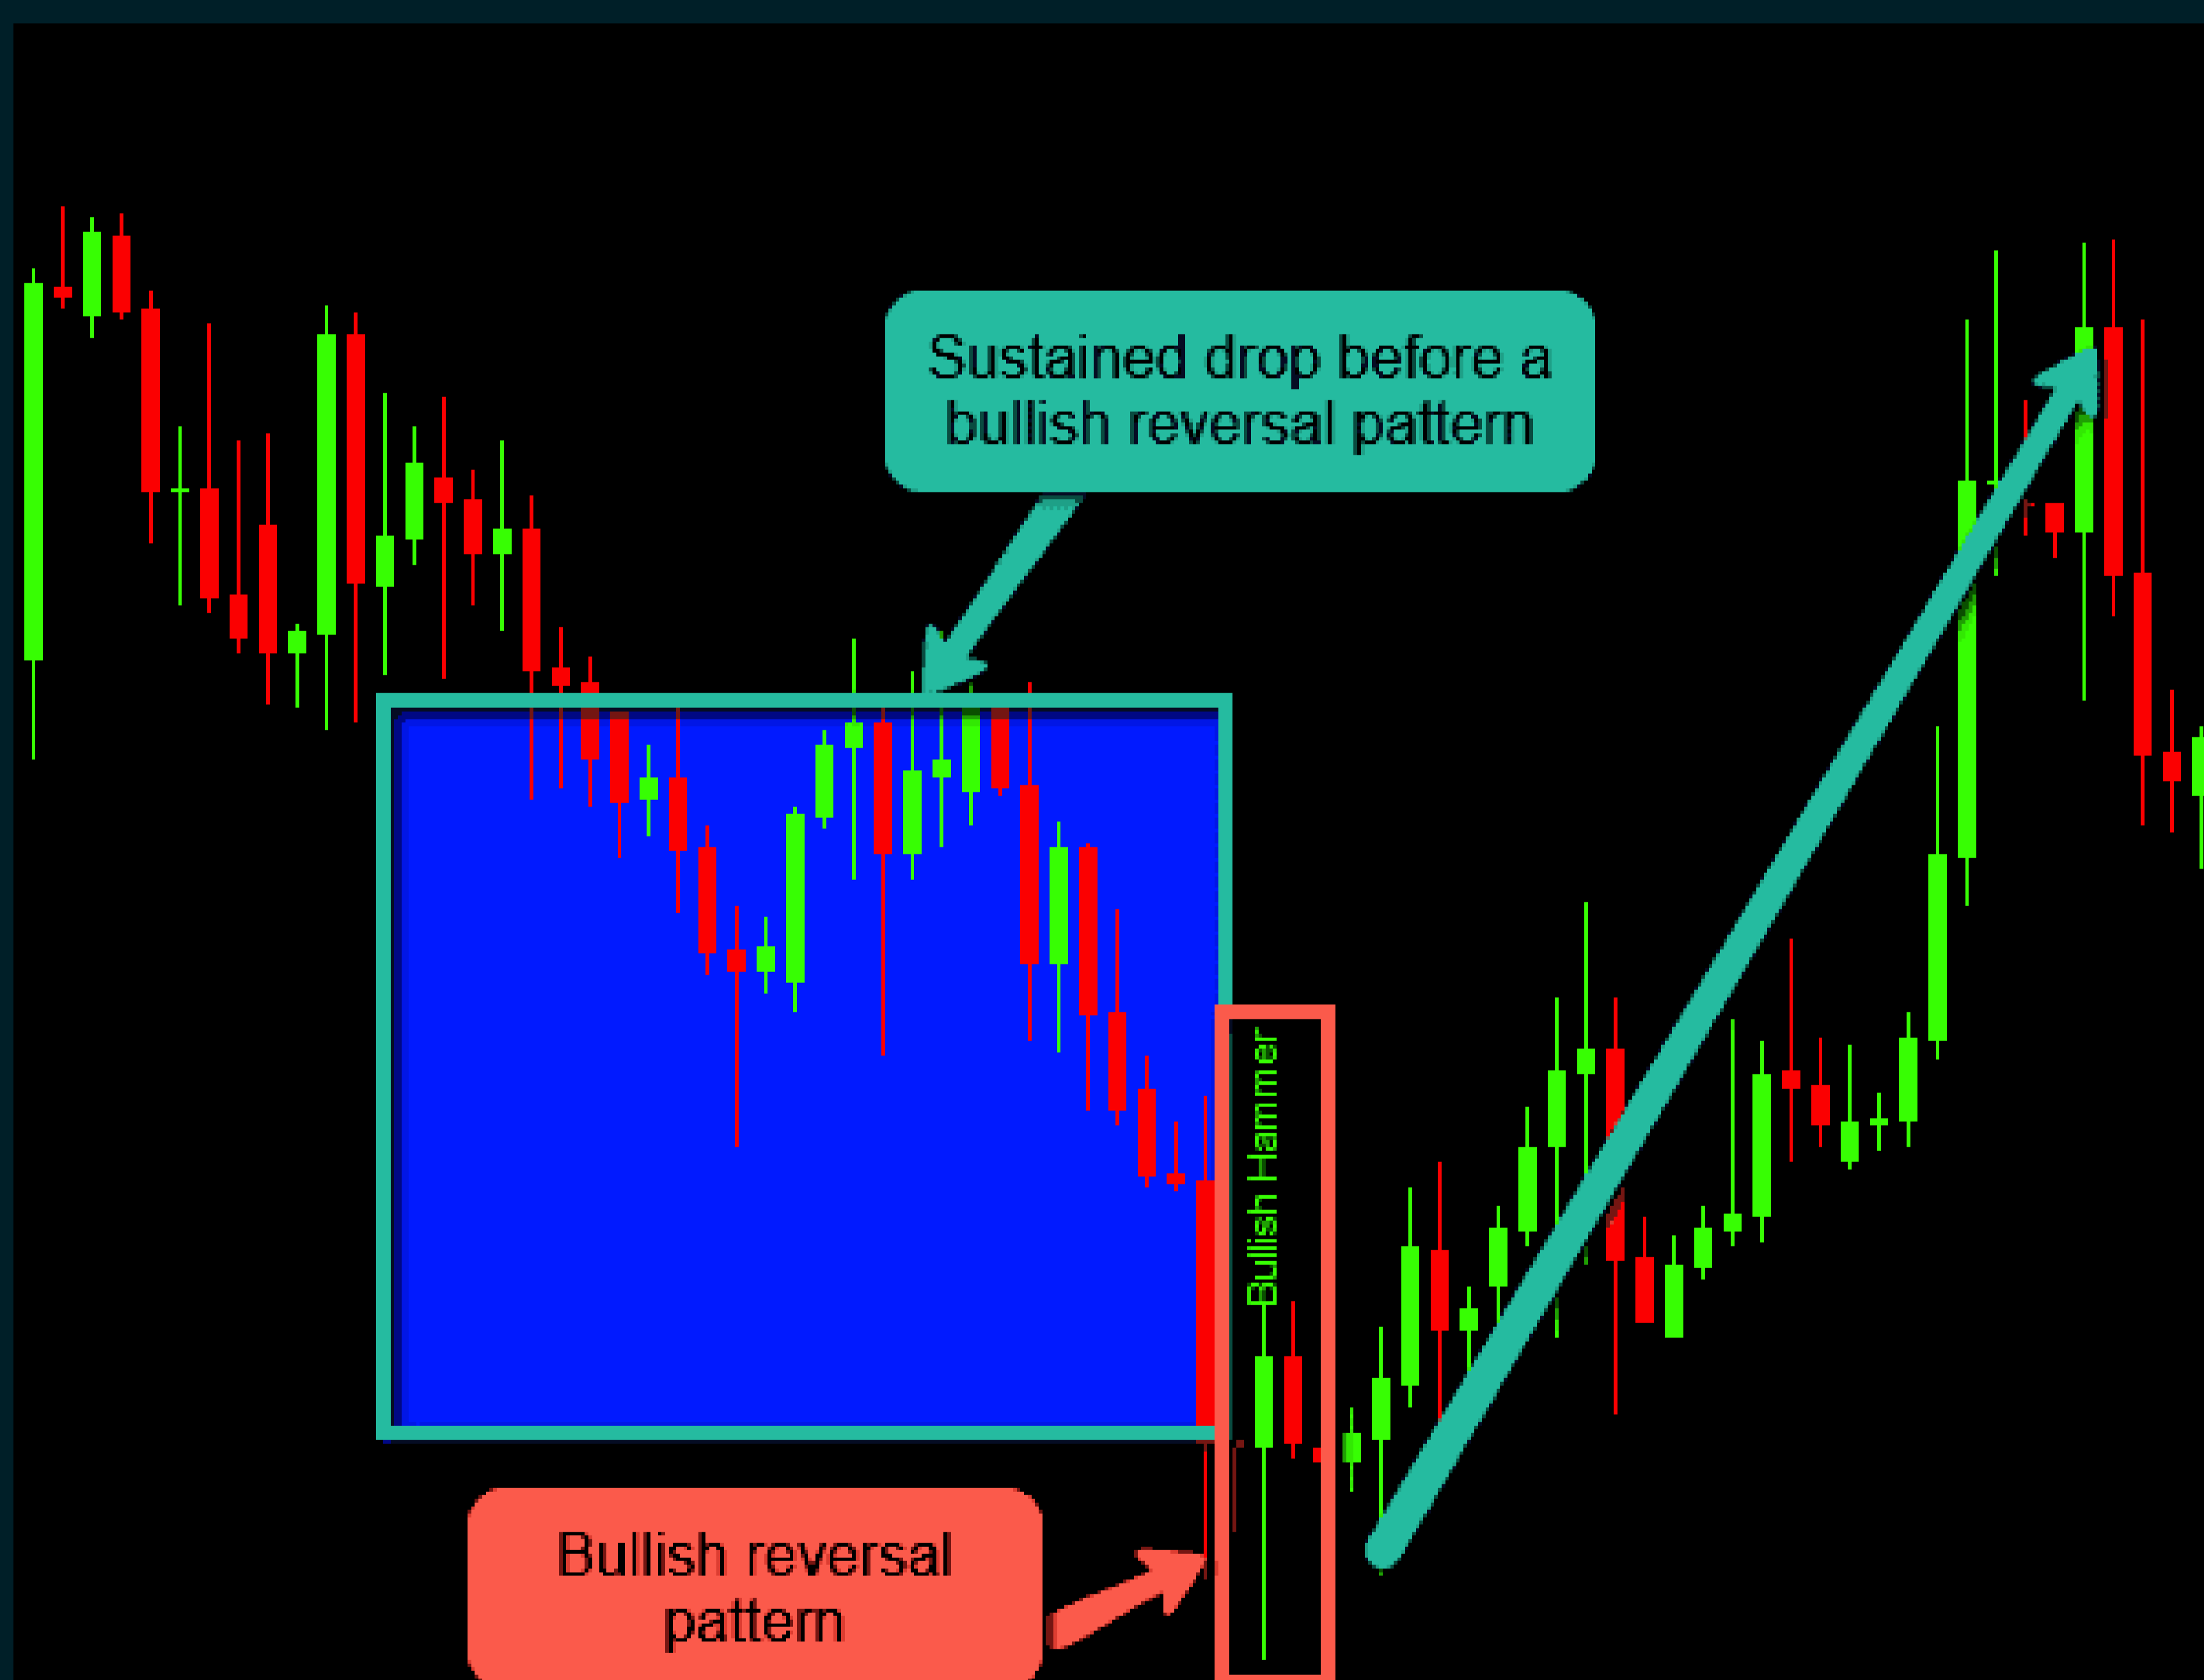 Sustained drop before a
bullish reversal pattern
Bullish Hammer
Bullish reversal
pattern